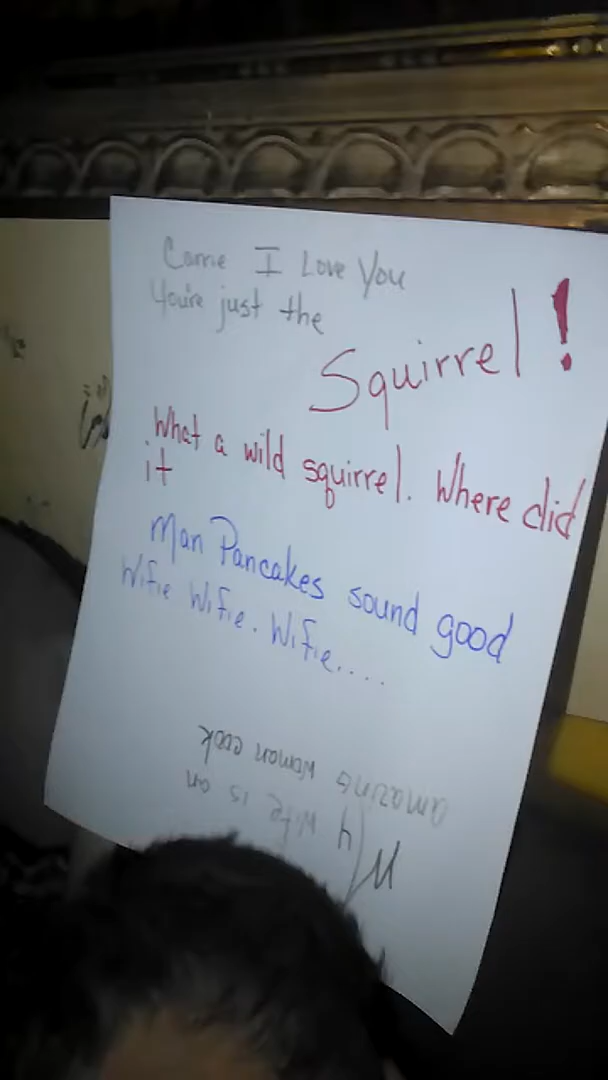 Came I Love You
You're just the
Squirrel!
What a wild squirrel. Where did
it
Man Pancakes sound good
Wifie Wifie. Wifie....
My wife is an
amazing woman cook